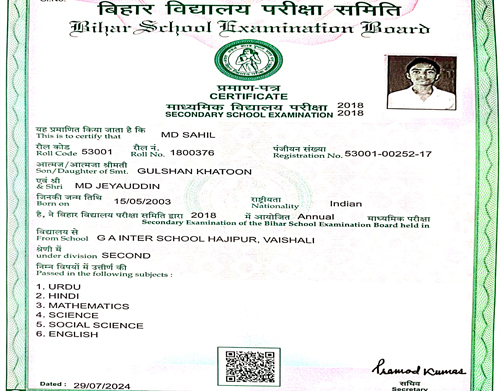 बिहार विद्यालय परीक्षा समिति
Bihar School Examination Board
प्रमाण-पत्र
CERTIFICATE
माध्यमिक विद्यालय परीक्षा 2018
SECONDARY SCHOOL EXAMINATION 2018
यह प्रमाणित किया जाता है कि
This is to certify that MD SAHIL
रौल कोड रौल नं. पंजीयन संख्या
Roll Code 53001 Roll No. 1800376 Registration No. 53001-00252-17
आत्मज/आत्मजा श्रीमती
Son/Daughter of Smt. GULSHAN KHATOON
एवं श्री
& Shri MD JEYAUDDIN
जिनकी जन्म तिथि राष्ट्रीयता
Born on 15/05/2003 Nationality Indian
है, ने बिहार विद्यालय परीक्षा समिति द्वारा 2018 में आयोजित Annual माध्यमिक परीक्षा
Secondary Examination of the Bihar School Examination Board held in
विद्यालय से
From School G A INTER SCHOOL HAJIPUR, VAISHALI
श्रेणी में
under division SECOND
निम्न विषयों में उत्तीर्ण की
Passed in the following subjects :
1. URDU
2. HINDI
3. MATHEMATICS
4. SCIENCE
5. SOCIAL SCIENCE
6. ENGLISH
Pramod Kumar
सचिव
Dated : 29/07/2024 Secretary